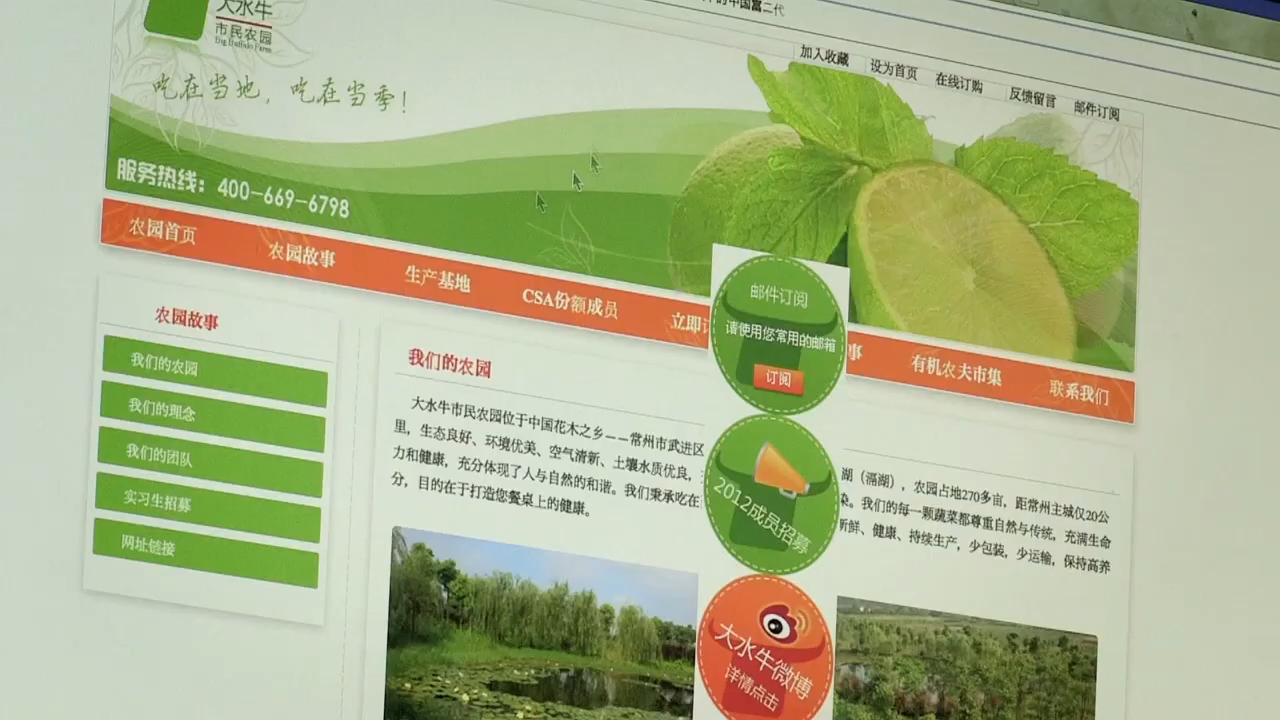 的中国富二代
大水牛
市民农园
Big Buffalo Farm
加入收藏
设为首页
在线订购
反馈留言
邮件订阅
吃在当地，吃在当季！
服务热线：400-669-6798
农园首页
农园故事
生产基地
CSA份额成员
立即
事
有机农夫市集
联系我们
农园故事
我们的农园
我们的理念
我们的团队
实习生招募
网址链接
我们的农园
大水牛市民农园位于中国花木之乡——常州市武进区
湖（滆湖），农园占地270多亩，距常州主城仅20公
里，生态良好、环境优美、空气清新、土壤水质优良，
染。我们的每一颗蔬菜都尊重自然与传统，充满生命
力和健康，充分体现了人与自然的和谐。我们秉承吃在
新鲜、健康、持续生产，少包装，少运输，保持高养
分，目的在于打造您餐桌上的健康。
邮件订阅
请使用您常用的邮箱
订阅
2012成员招募
大水牛微博
详情点击